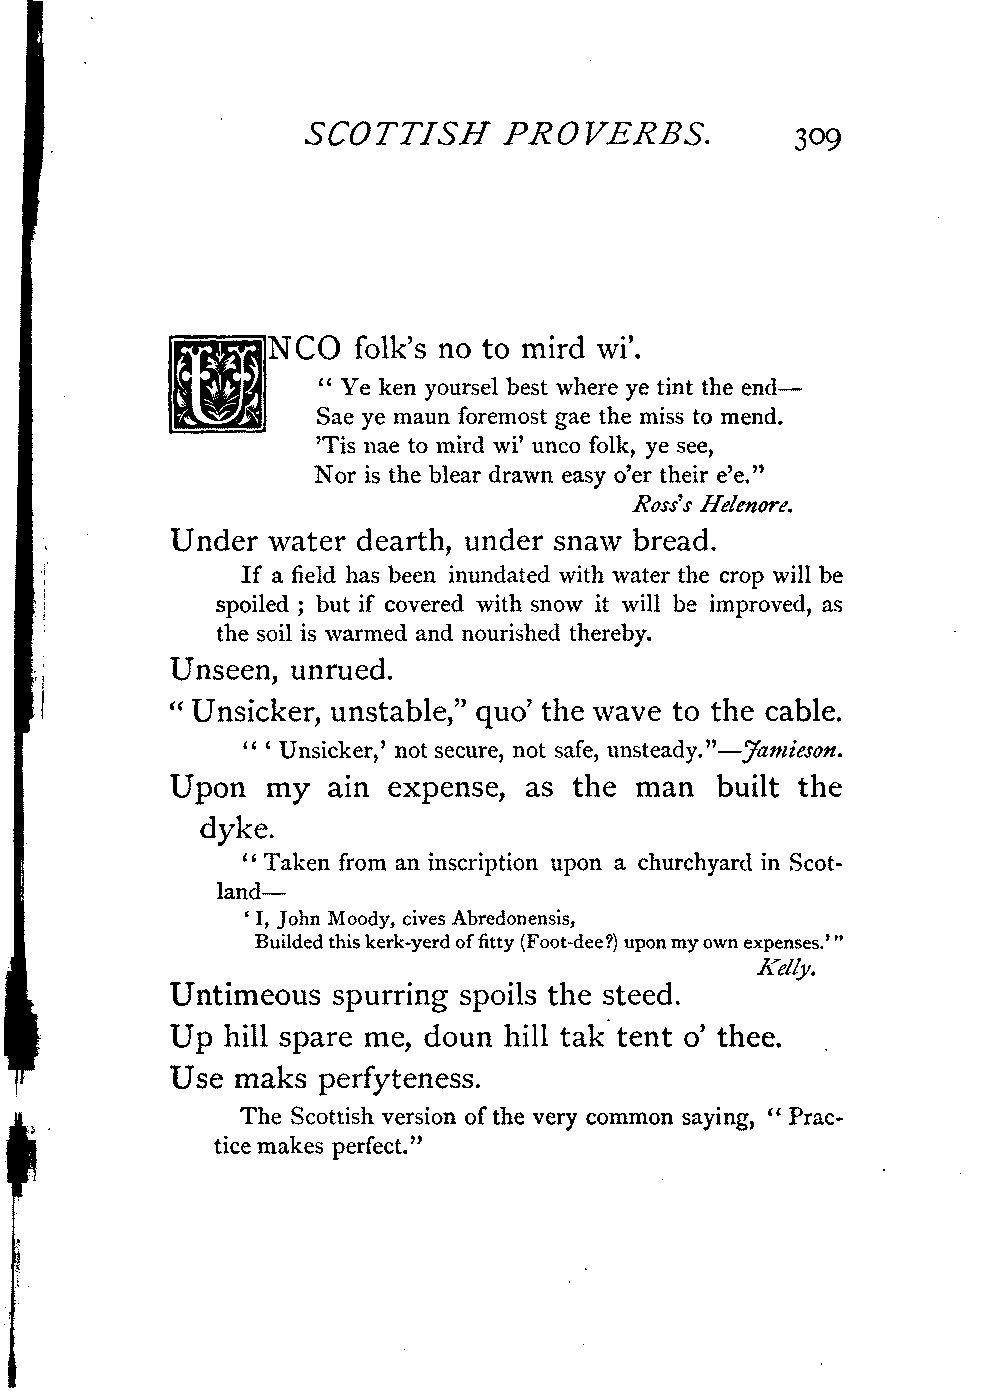 SCOTTISH PROVERBS. 309
UNCO folk's no to mird wi'.
“ Ye ken yoursel best where ye tint the end—
Sae ye maun foremost gae the miss to mend.
'Tis nae to mird wi' unco folk, ye see,
Nor is the blear drawn easy o'er their e'e.”
Ross's Helenore.
Under water dearth, under snaw bread.
If a field has been inundated with water the crop will be
spoiled ; but if covered with snow it will be improved, as
the soil is warmed and nourished thereby.
Unseen, unrued.
“ Unsicker, unstable,” quo' the wave to the cable.
“ ‘ Unsicker,’ not secure, not safe, unsteady.”—Jamieson.
Upon my ain expense, as the man built the
dyke.
“ Taken from an inscription upon a churchyard in Scot-
land—
‘ I, John Moody, cives Abredonensis,
Builded this kerk-yerd of fitty (Foot-dee?) upon my own expenses.’ ”
Kelly.
Untimeous spurring spoils the steed.
Up hill spare me, doun hill tak tent o' thee.
Use maks perfyteness.
The Scottish version of the very common saying, “ Prac-
tice makes perfect.”